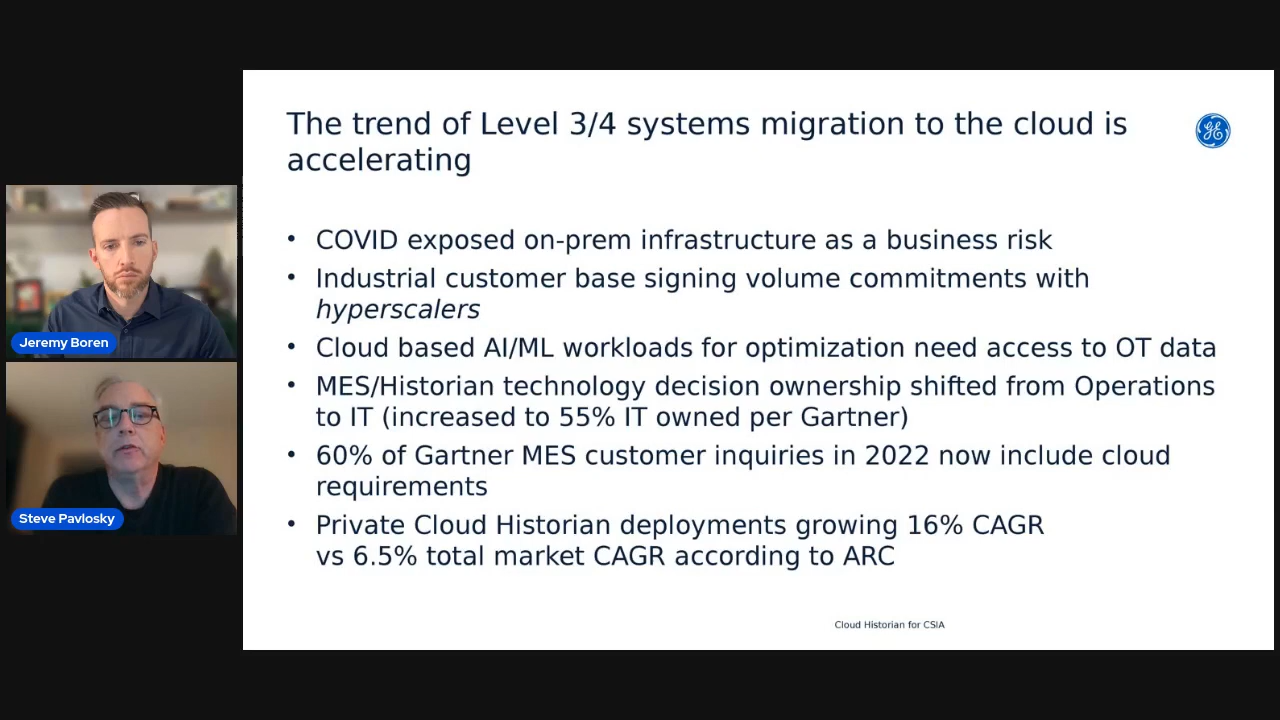 The trend of Level 3/4 systems migration to the cloud is
accelerating
• COVID exposed on-prem infrastructure as a business risk
• Industrial customer base signing volume commitments with
hyperscalers
• Cloud based AI/ML workloads for optimization need access to OT data
• MES/Historian technology decision ownership shifted from Operations
to IT (increased to 55% IT owned per Gartner)
• 60% of Gartner MES customer inquiries in 2022 now include cloud
requirements
• Private Cloud Historian deployments growing 16% CAGR
vs 6.5% total market CAGR according to ARC
Cloud Historian for CSIA
GE
Jeremy Boren
Steve Pavlosky